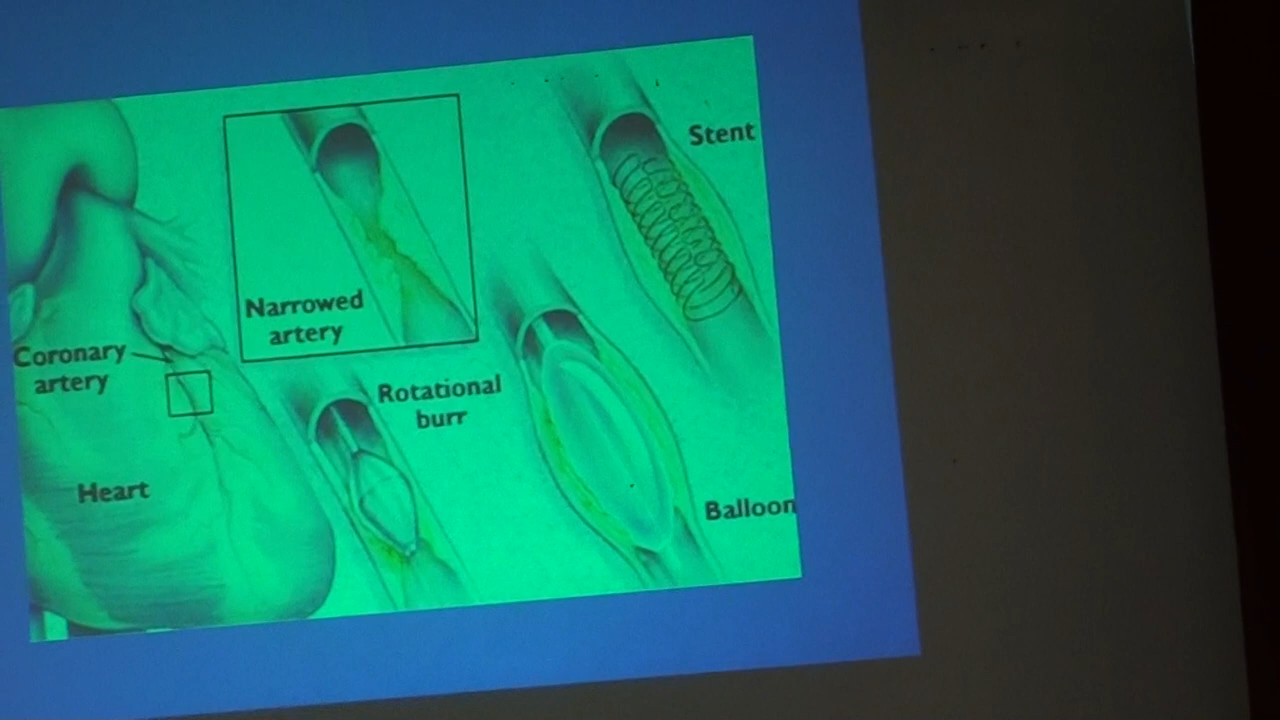 Stent
Narrowed
artery
Coronary
artery
Rotational
burr
Heart
Balloon